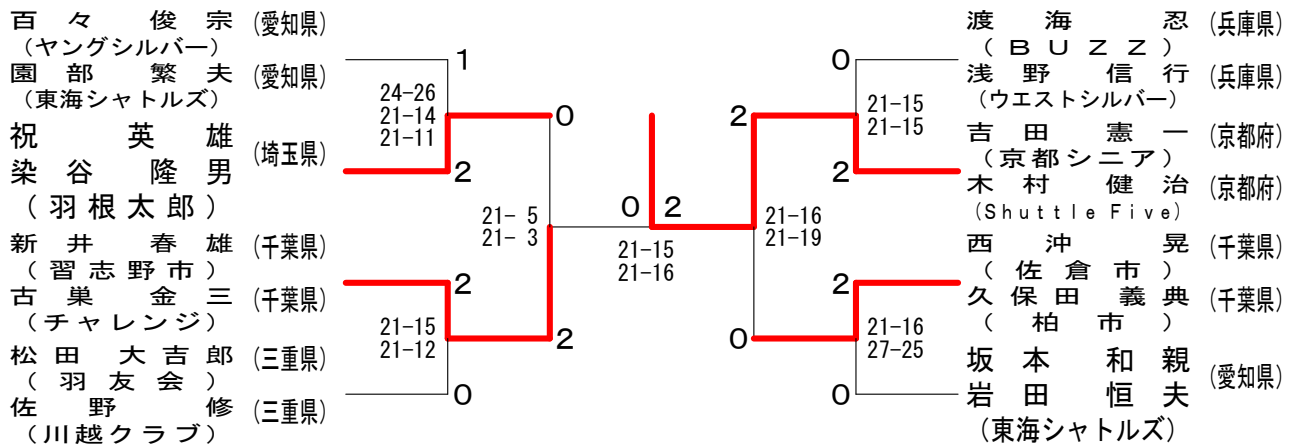 百々 俊宗 (愛知県)
(ヤングシルバー)
園部 繁夫 (愛知県)
(東海シャトルズ)
祝 英雄
染谷 隆男
(埼玉県)
(羽根太郎)
新井 春雄 (千葉県)
(習志野市)
古巣 金三 (千葉県)
(チャレンジ)
松田 大吉郎 (三重県)
(羽友会)
佐野 修 (三重県)
(川越クラブ)
1
24-26
21-14
21-11
2
0
21- 5
21- 3
2
21-15
21-12
0
2
0 2
21-15
21-16
2
21-16
21-19
0
0
21-15
21-15
2
2
21-16
27-25
0
渡海 忍 (兵庫県)
(BUZZ)
浅野 信行 (兵庫県)
(ウエストシルバー)
吉田 憲一 (京都府)
(京都シニア)
木村 健治 (京都府)
(Shuttle Five)
西沖 晃 (千葉県)
(佐倉市)
久保田 義典 (千葉県)
(柏市)
坂本 和親
岩田 恒夫
(愛知県)
(東海シャトルズ)